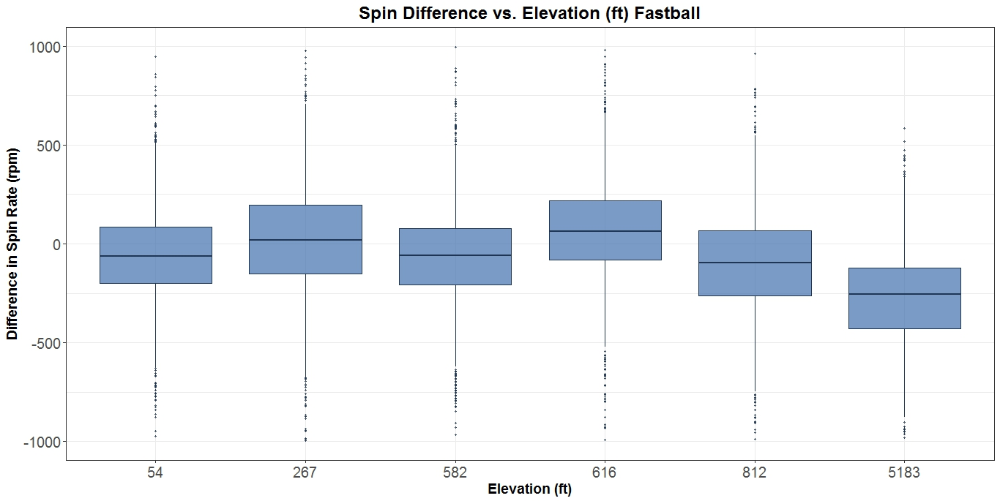 Spin Difference vs. Elevation (ft) Fastball
Difference in Spin Rate (rpm)
1000
500
0
-500
-1000
54 267 582 616 812 5183
Elevation (ft)